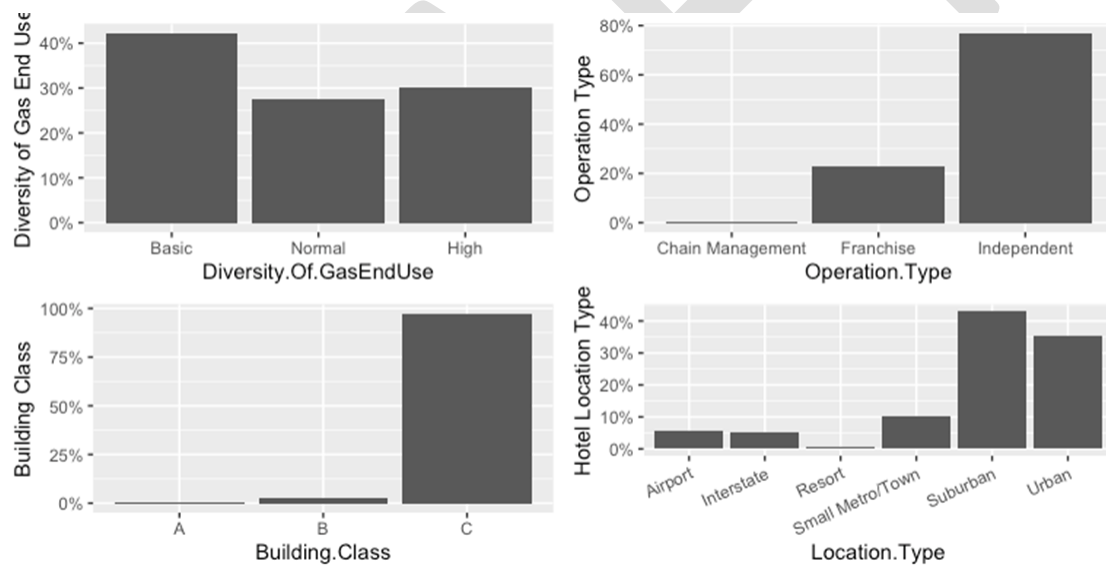 Diversity of Gas End Use
40%
30%
20%
10%
0%
Basic Normal High
Diversity.Of.GasEndUse
Operation Type
80%
60%
40%
20%
0%
Chain Management Franchise Independent
Operation.Type
Building Class
100%
75%
50%
25%
0%
A B C
Building.Class
Hotel Location Type
40%
30%
20%
10%
0%
Airport Interstate Resort Small Metro/Town Suburban Urban
Location.Type